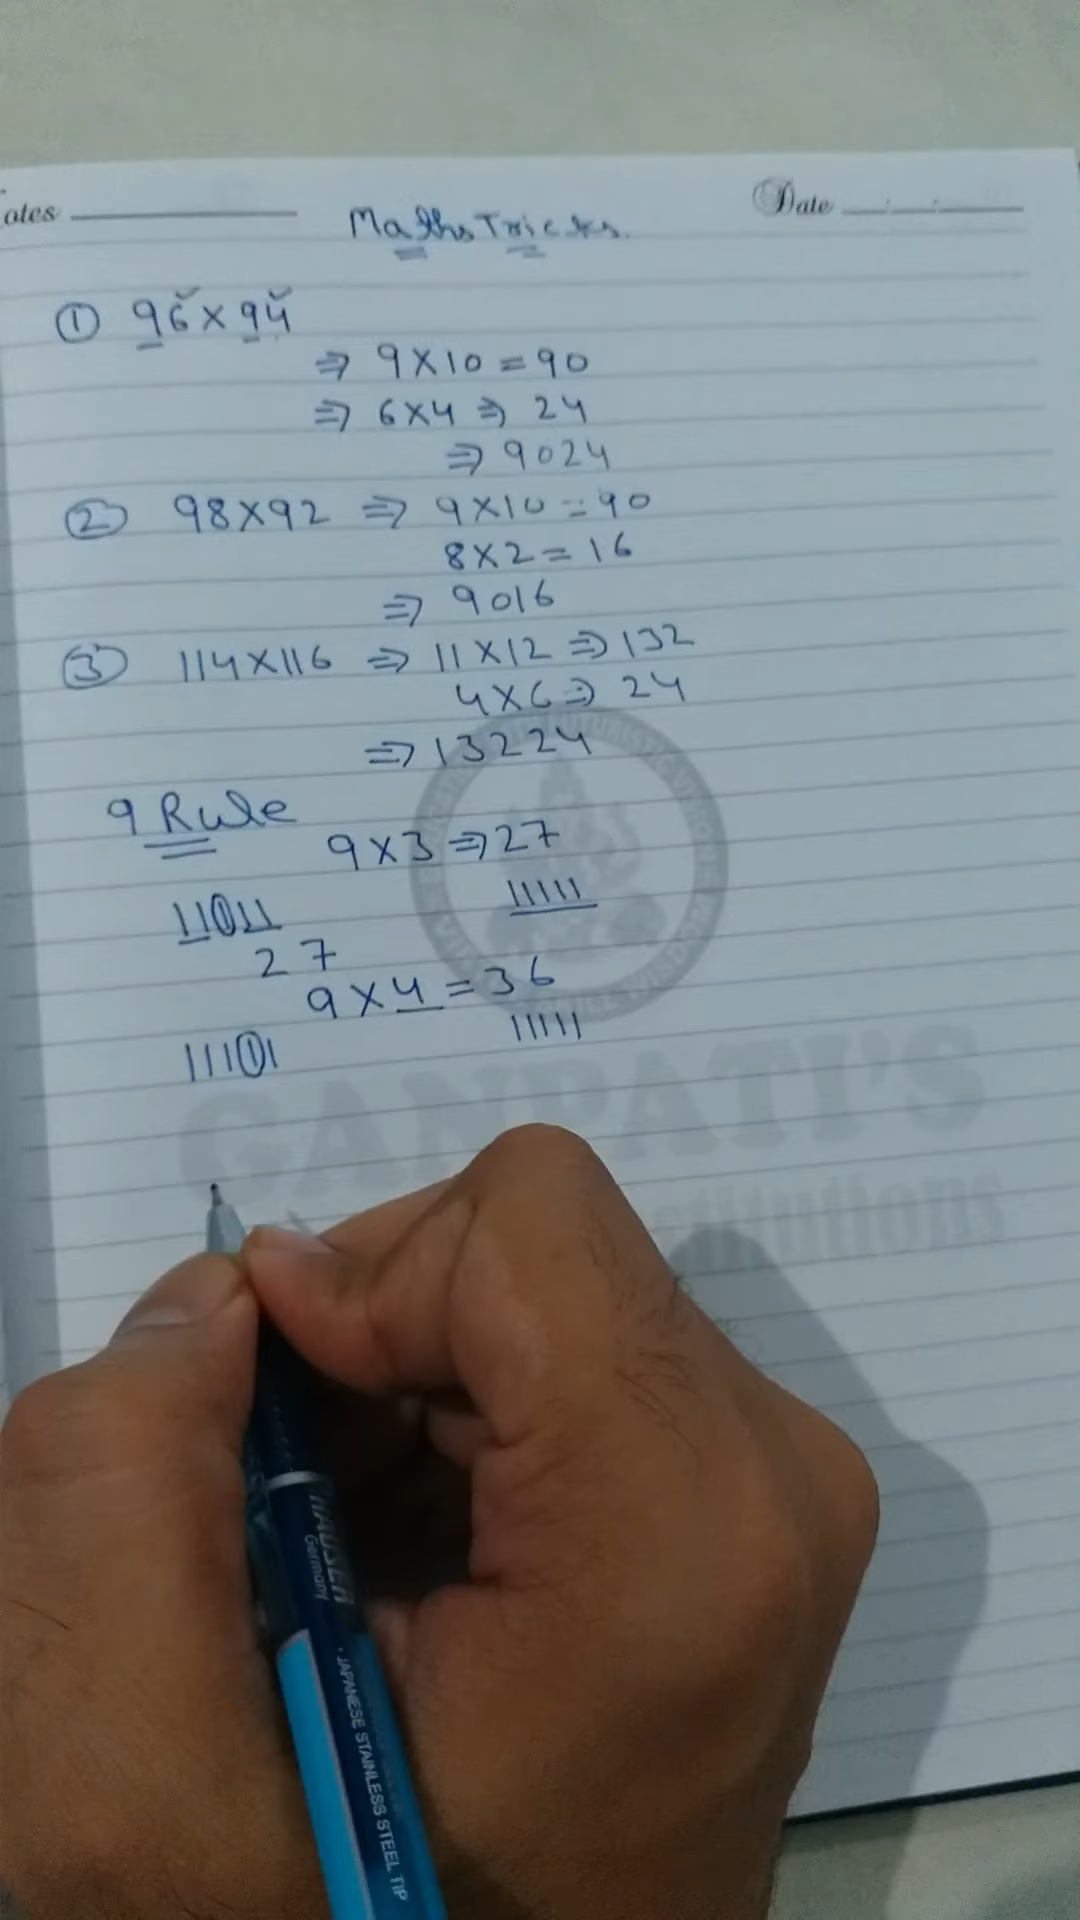 otes
Date
Maths Tricks.
① 96 × 94
⇒ 9×10 = 90
⇒ 6×4 ⇒ 24
⇒ 9024
② 98×92 ⇒ 9×10 = 90
8×2 = 16
⇒ 9016
③ 114×116 ⇒ 11×12 ⇒ 132
4×6 ⇒ 24
⇒ 13224
9 Rule
9×3 ⇒ 27
11011 11111
27
9×4 = 36
11101 11111
GANPATI'S
stitutions
HAUSER
Germany
JAPANESE STAINLESS STEEL TIP